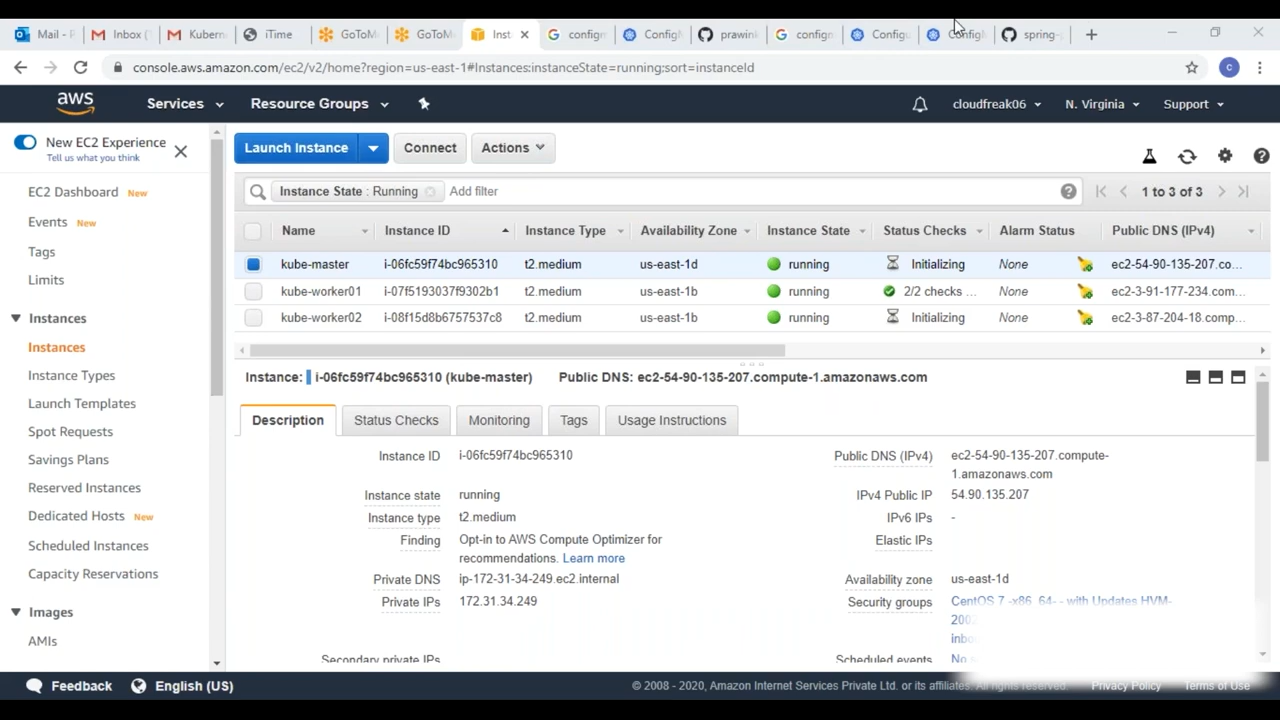 Mail - Inbox ( Kubern iTime GoToM GoToM Inst configm Config prawin config Configu Config spring-
console.aws.amazon.com/ec2/v2/home?region=us-east-1#Instances:instanceState=running;sort=instanceId C
aws Services Resource Groups cloudfreak06 N. Virginia Support
New EC2 Experience
Tell us what you think
Launch Instance Connect Actions
EC2 Dashboard New
Events New
Tags
Limits
Instances
Instances
Instance Types
Launch Templates
Spot Requests
Savings Plans
Reserved Instances
Dedicated Hosts New
Scheduled Instances
Capacity Reservations
Images
AMIs
Instance State : Running Add filter 1 to 3 of 3
Name Instance ID Instance Type Availability Zone Instance State Status Checks Alarm Status Public DNS (IPv4)
kube-master i-06fc59f74bc965310 t2.medium us-east-1d running Initializing None ec2-54-90-135-207.co...
kube-worker01 i-07f5193037f9302b1 t2.medium us-east-1b running 2/2 checks ... None ec2-3-91-177-234.com...
kube-worker02 i-08f15d8b6757537c8 t2.medium us-east-1b running Initializing None ec2-3-87-204-18.comp...
Instance: i-06fc59f74bc965310 (kube-master) Public DNS: ec2-54-90-135-207.compute-1.amazonaws.com
Description Status Checks Monitoring Tags Usage Instructions
Instance ID i-06fc59f74bc965310
Instance state running
Instance type t2.medium
Finding Opt-in to AWS Compute Optimizer for
recommendations. Learn more
Private DNS ip-172-31-34-249.ec2.internal
Private IPs 172.31.34.249
Secondary private IPs
Public DNS (IPv4) ec2-54-90-135-207.compute-
1.amazonaws.com
IPv4 Public IP 54.90.135.207
IPv6 IPs -
Elastic IPs
Availability zone us-east-1d
Security groups CentOS 7 -x86_64- - with Updates HVM-
2002
inbo
Scheduled events No
Feedback English (US) © 2008 - 2020, Amazon Internet Services Private Ltd. or its affiliates. All rights reserved. Privacy Policy Terms of Use